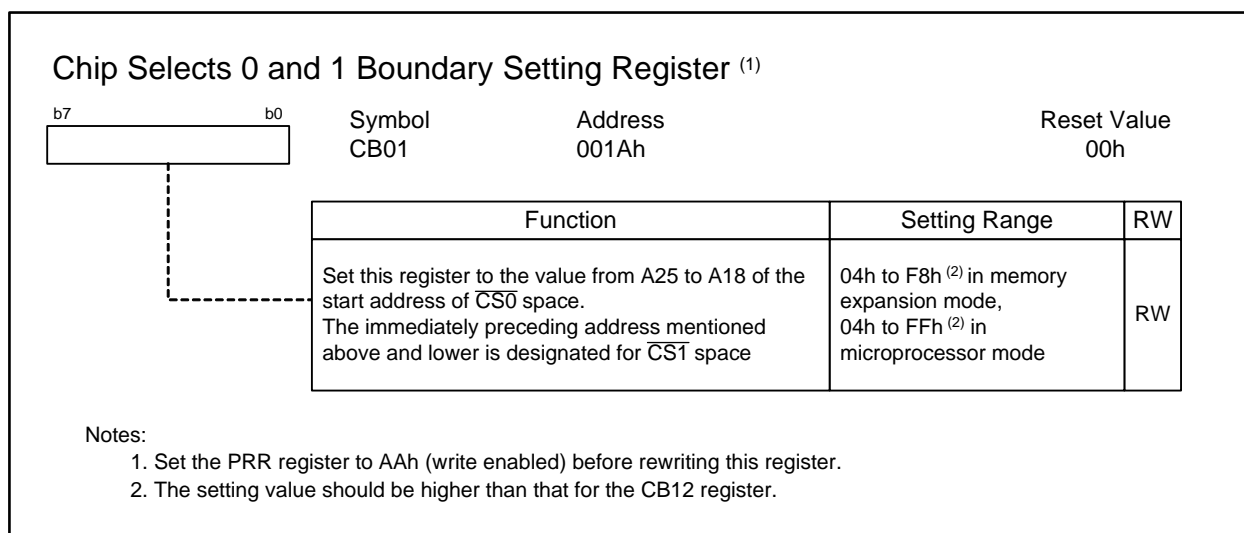 Chip Selects 0 and 1 Boundary Setting Register (1)
b7 b0
Symbol Address Reset Value
CB01 001Ah 00h
Function Setting Range RW
Set this register to the value from A25 to A18 of the
start address of CS0 space.
The immediately preceding address mentioned
above and lower is designated for CS1 space
04h to F8h (2) in memory
expansion mode,
04h to FFh (2) in
microprocessor mode
RW
Notes:
1. Set the PRR register to AAh (write enabled) before rewriting this register.
2. The setting value should be higher than that for the CB12 register.